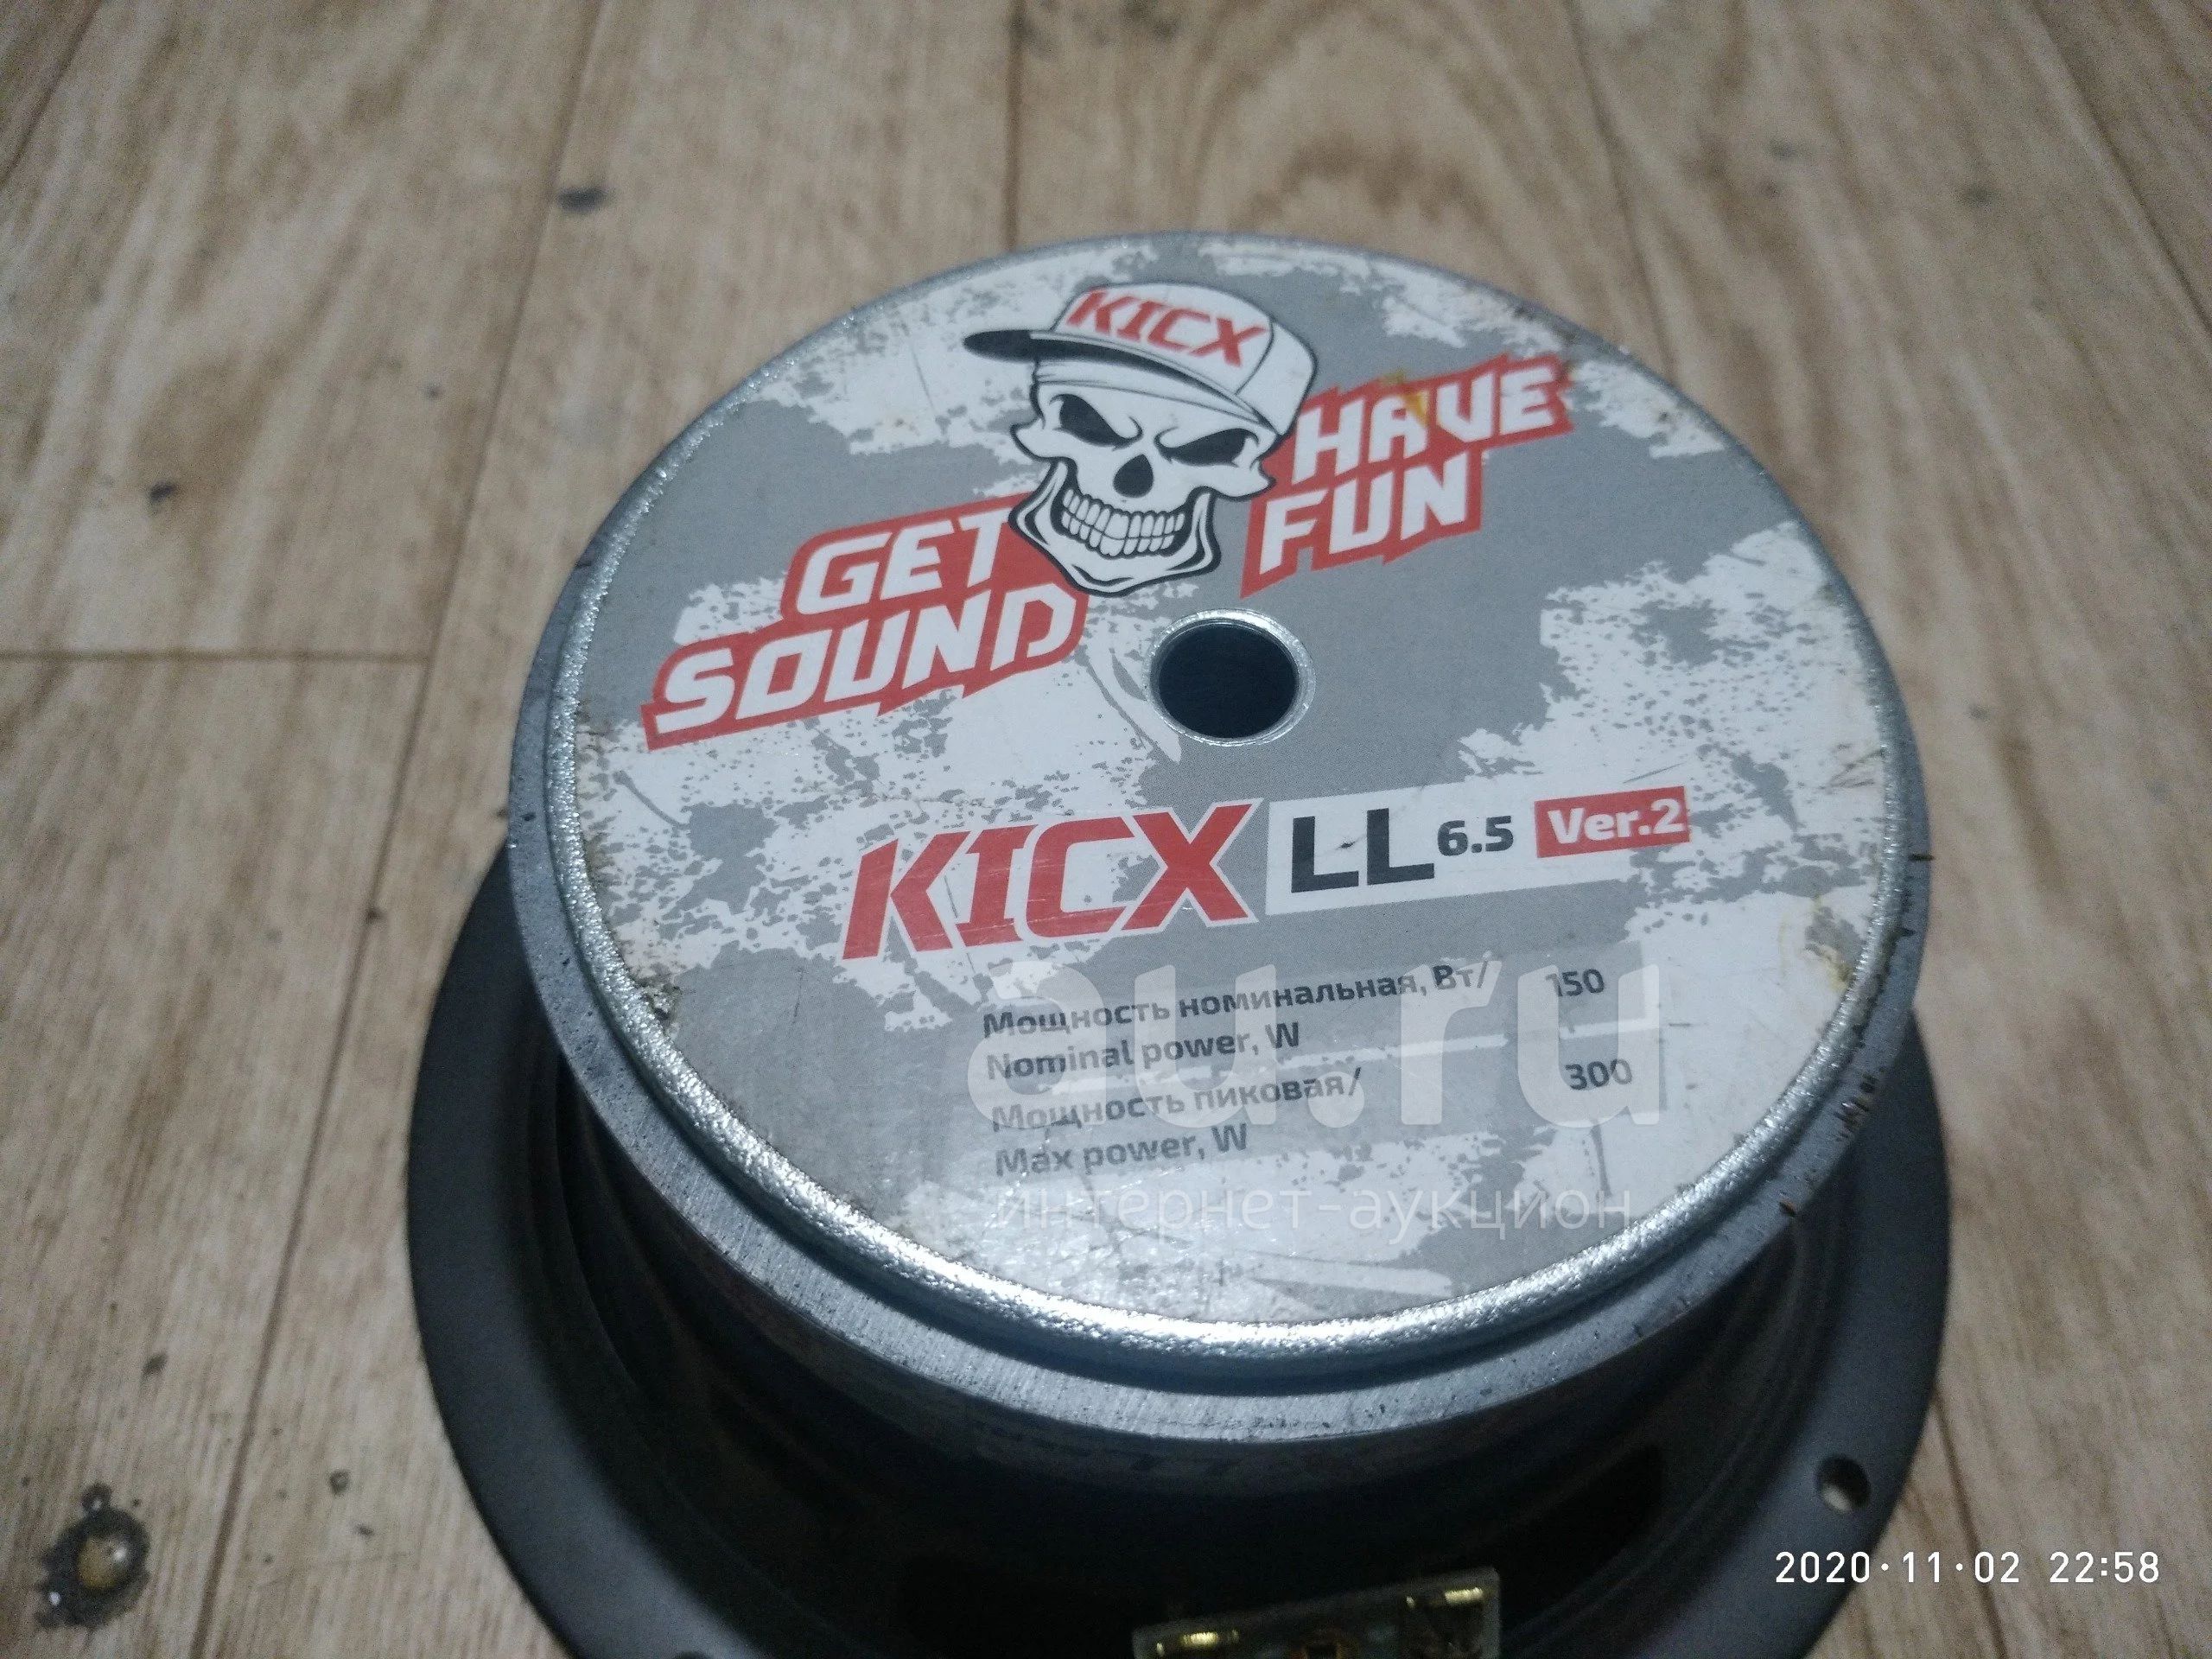 KICX
GET
SOUND
HAVE
FUN
KICX LL 6.5 Ver.2
Мощность номинальная, Вт/ 150
Nominal power, W
Мощность пиковая/ 300
Max power, W
au.ru
интернет-аукцион
2020·11·02 22:58